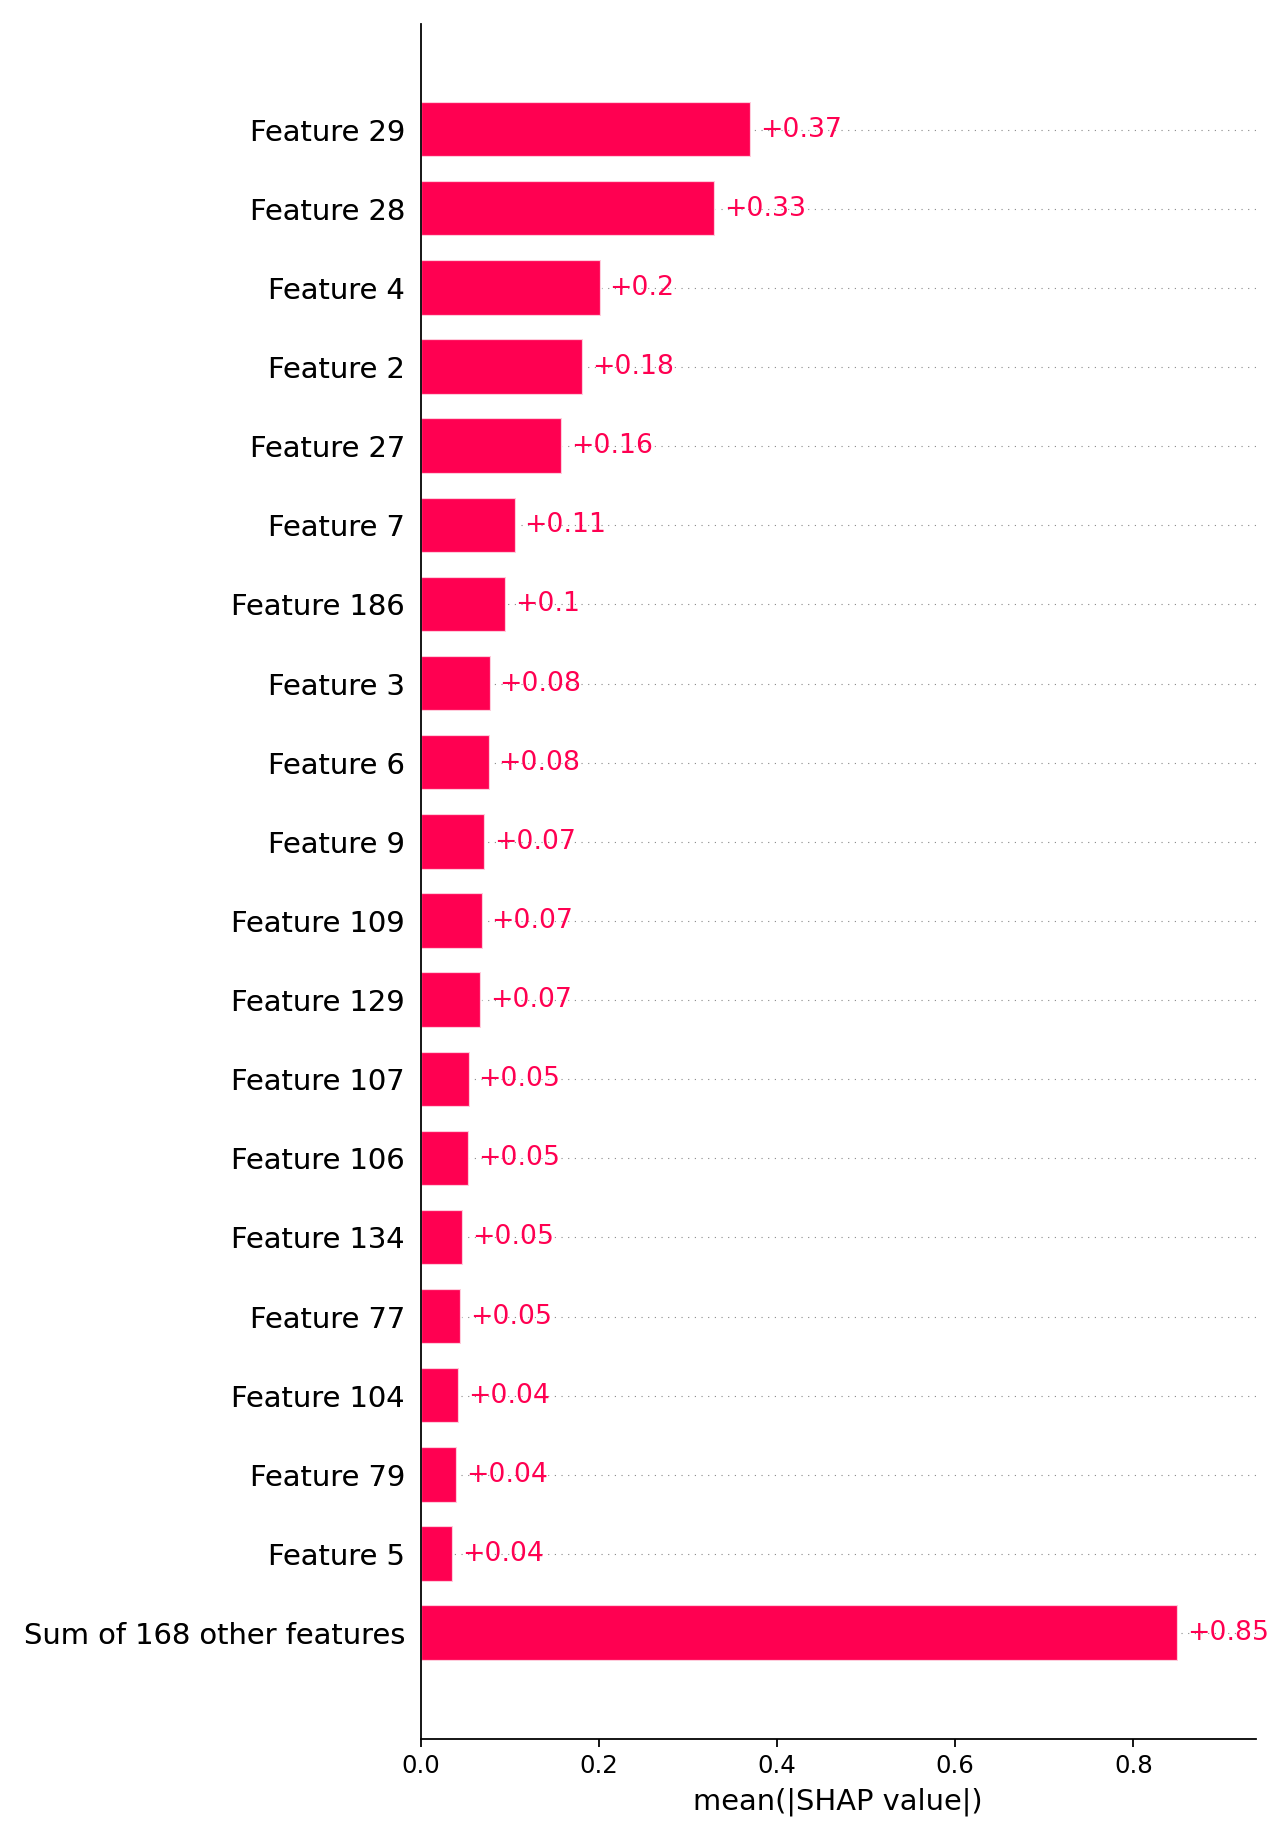 Feature 29 +0.37
Feature 28 +0.33
Feature 4 +0.2
Feature 2 +0.18
Feature 27 +0.16
Feature 7 +0.11
Feature 186 +0.1
Feature 3 +0.08
Feature 6 +0.08
Feature 9 +0.07
Feature 109 +0.07
Feature 129 +0.07
Feature 107 +0.05
Feature 106 +0.05
Feature 134 +0.05
Feature 77 +0.05
Feature 104 +0.04
Feature 79 +0.04
Feature 5 +0.04
Sum of 168 other features +0.85
0.0 0.2 0.4 0.6 0.8
mean(|SHAP value|)